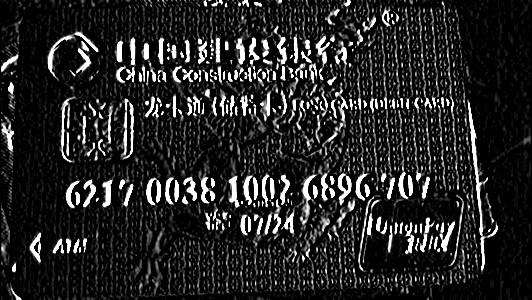 中国建设银行
China Construction Bank
龙卡通 (储蓄卡) LONG CARD (DEBIT CARD)
6217 0038 1002 6896 707
07/24
ATM
UnionPay
银联